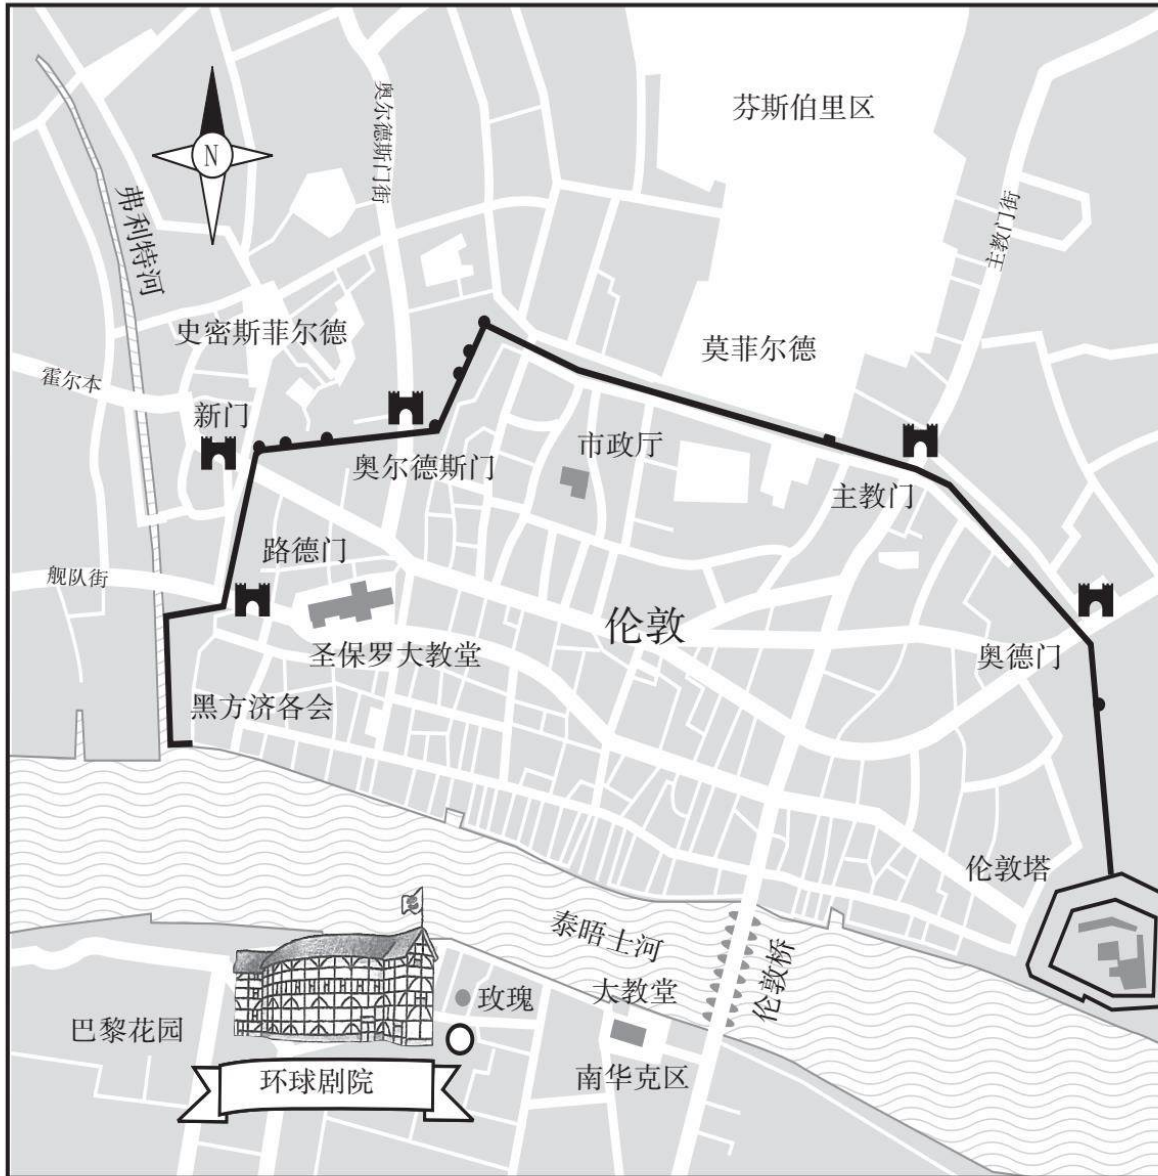 芬斯伯里区
奥尔德斯门街
N
弗利特河
主教门街
史密斯菲尔德
莫菲尔德
霍尔本
新门
市政厅
奥尔德斯门
主教门
路德门
舰队街
伦敦
圣保罗大教堂
奥德门
黑方济各会
伦敦塔
泰晤士河
伦敦桥
大教堂
玫瑰
巴黎花园
环球剧院
南华克区